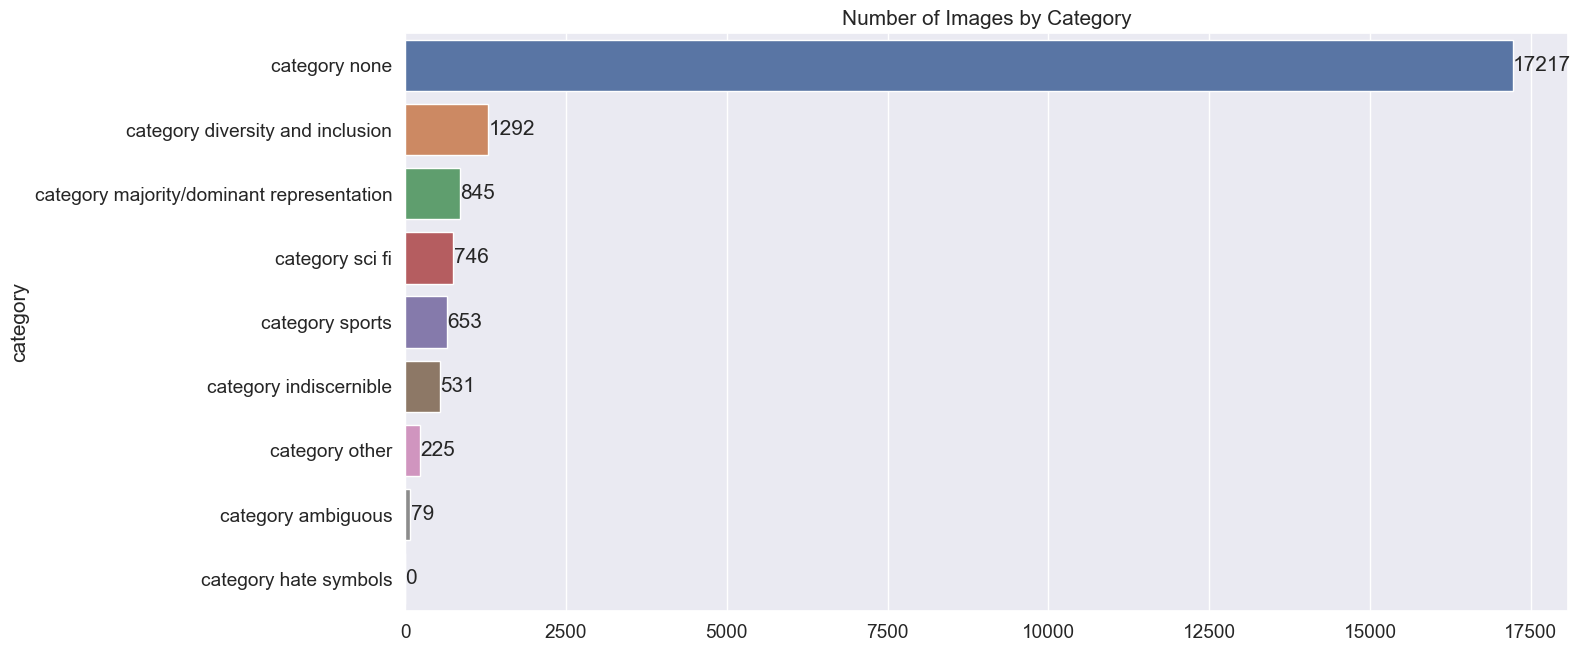 Number of Images by Category
category none 17217
category diversity and inclusion 1292
category majority/dominant representation 845
category sci fi 746
category sports 653
category indiscernible 531
category other 225
category ambiguous 79
category hate symbols 0
category
0 2500 5000 7500 10000 12500 15000 17500